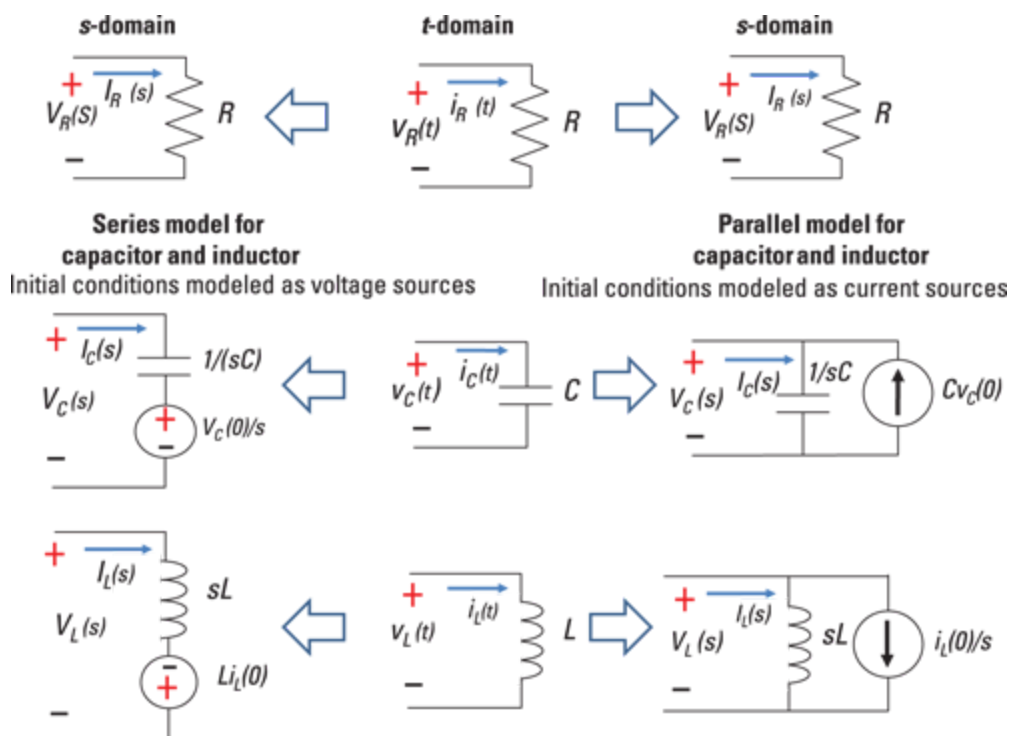 s-domain
t-domain
s-domain
+
I_R (s)
V_R(S)
R
−
+
i_R (t)
v_R(t)
R
−
+
I_R (s)
V_R(S)
R
−
Series model for
capacitor and inductor
Initial conditions modeled as voltage sources
Parallel model for
capacitor and inductor
Initial conditions modeled as current sources
+
I_C(s)
1/(sC)
V_C(s)
+
−
V_C(0)/s
−
+
i_C(t)
v_C(t)
C
−
+
I_C(s)
1/sC
V_C(s)
Cv_C(0)
−
+
I_L(s)
sL
V_L(s)
−
+
Li_L(0)
−
+
i_L(t)
v_L(t)
L
−
+
I_L(s)
V_L(s)
sL
i_L(0)/s
−